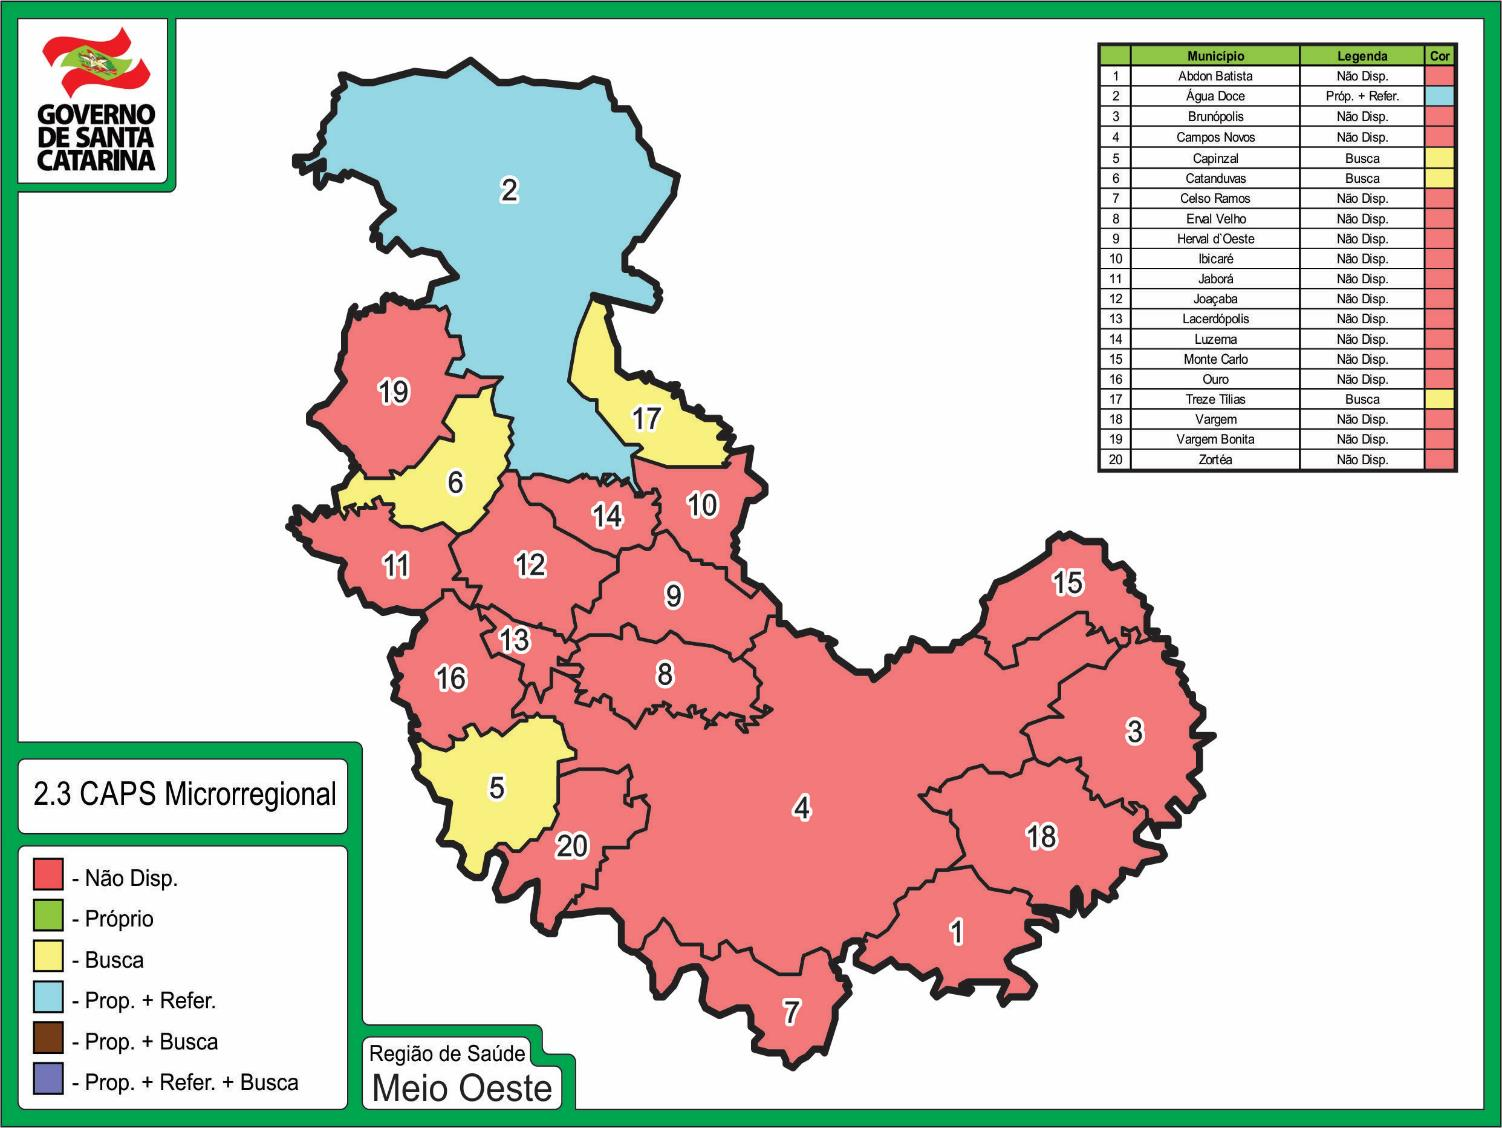 GOVERNO
DE SANTA
CATARINA
Município Legenda Cor
1 Abdon Batista Não Disp.
2 Água Doce Próp. + Refer.
3 Brunópolis Não Disp.
4 Campos Novos Não Disp.
5 Capinzal Busca
6 Catanduvas Busca
7 Celso Ramos Não Disp.
8 Erval Velho Não Disp.
9 Herval d`Oeste Não Disp.
10 Ibicaré Não Disp.
11 Jaborá Não Disp.
12 Joaçaba Não Disp.
13 Lacerdópolis Não Disp.
14 Luzerna Não Disp.
15 Monte Carlo Não Disp.
16 Ouro Não Disp.
17 Treze Tílias Busca
18 Vargem Não Disp.
19 Vargem Bonita Não Disp.
20 Zortéa Não Disp.
2
19
17
6
10
14
11
12
15
9
13
8
16
3
5
4
18
20
1
7
2.3 CAPS Microrregional
- Não Disp.
- Próprio
- Busca
- Prop. + Refer.
- Prop. + Busca
- Prop. + Refer. + Busca
Região de Saúde
Meio Oeste